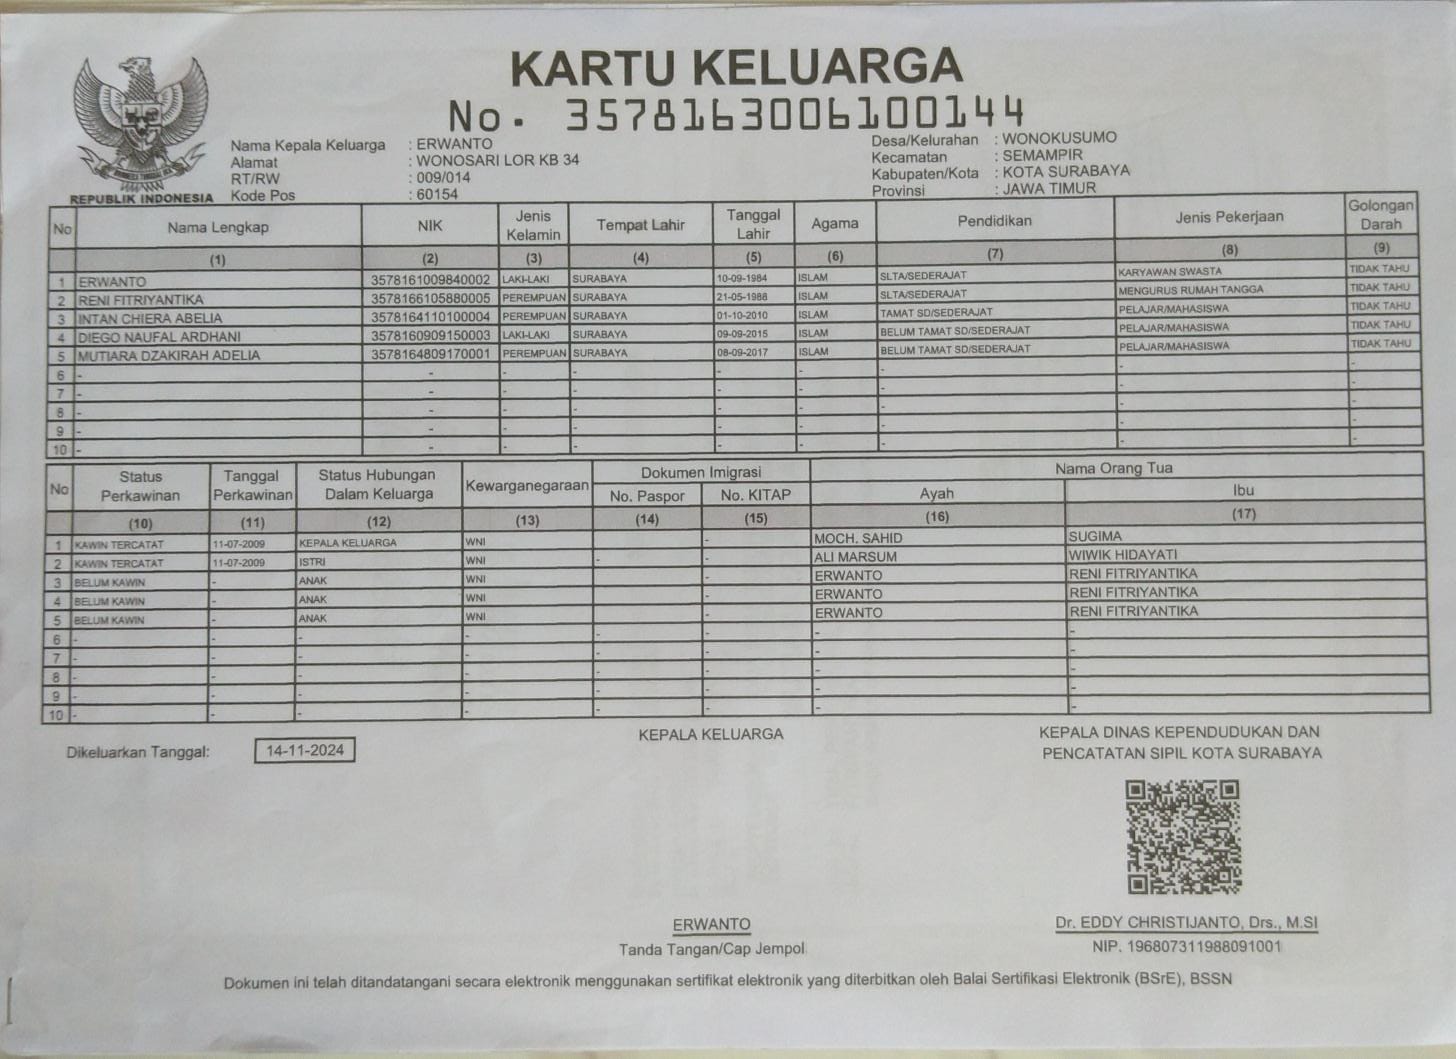 KARTU KELUARGA
No. 3578163006100144
REPUBLIK INDONESIA
Nama Kepala Keluarga : ERWANTO
Alamat : WONOSARI LOR KB 34
RT/RW : 009/014
Kode Pos : 60154
Desa/Kelurahan : WONOKUSUMO
Kecamatan : SEMAMPIR
Kabupaten/Kota : KOTA SURABAYA
Provinsi : JAWA TIMUR
No Nama Lengkap NIK Jenis Kelamin Tempat Lahir Tanggal Lahir Agama Pendidikan Jenis Pekerjaan Golongan Darah
(1) (2) (3) (4) (5) (6) (7) (8) (9)
1 ERWANTO 3578161009840002 LAKI-LAKI SURABAYA 10-09-1984 ISLAM SLTA/SEDERAJAT KARYAWAN SWASTA TIDAK TAHU
2 RENI FITRIYANTIKA 3578166105880005 PEREMPUAN SURABAYA 21-05-1988 ISLAM SLTA/SEDERAJAT MENGURUS RUMAH TANGGA TIDAK TAHU
3 INTAN CHIERA ABELIA 3578164110100004 PEREMPUAN SURABAYA 01-10-2010 ISLAM TAMAT SD/SEDERAJAT PELAJAR/MAHASISWA TIDAK TAHU
4 DIEGO NAUFAL ARDHANI 3578160909150003 LAKI-LAKI SURABAYA 09-09-2015 ISLAM BELUM TAMAT SD/SEDERAJAT PELAJAR/MAHASISWA TIDAK TAHU
5 MUTIARA DZAKIRAH ADELIA 3578164809170001 PEREMPUAN SURABAYA 08-09-2017 ISLAM BELUM TAMAT SD/SEDERAJAT PELAJAR/MAHASISWA TIDAK TAHU
6 - - - - - - - - -
7 - - - - - - - - -
8 - - - - - - - - -
9 - - - - - - - - -
10 - - - - - - - - -
No Status Perkawinan Tanggal Perkawinan Status Hubungan Dalam Keluarga Kewarganegaraan Dokumen Imigrasi Nama Orang Tua
No. Paspor No. KITAP Ayah Ibu
(10) (11) (12) (13) (14) (15) (16) (17)
1 KAWIN TERCATAT 11-07-2009 KEPALA KELUARGA WNI - MOCH. SAHID SUGIMA
2 KAWIN TERCATAT 11-07-2009 ISTRI WNI - ALI MARSUM WIWIK HIDAYATI
3 BELUM KAWIN - ANAK WNI - ERWANTO RENI FITRIYANTIKA
4 BELUM KAWIN - ANAK WNI - ERWANTO RENI FITRIYANTIKA
5 BELUM KAWIN - ANAK WNI - ERWANTO RENI FITRIYANTIKA
6 - - - - - - - -
7 - - - - - - - -
8 - - - - - - - -
9 - - - - - - - -
10 - - - - - - - -
Dikeluarkan Tanggal: 14-11-2024
KEPALA KELUARGA
ERWANTO
Tanda Tangan/Cap Jempol
KEPALA DINAS KEPENDUDUKAN DAN
PENCATATAN SIPIL KOTA SURABAYA
Dr. EDDY CHRISTIJANTO, Drs., M.SI
NIP. 196807311988091001
Dokumen ini telah ditandatangani secara elektronik menggunakan sertifikat elektronik yang diterbitkan oleh Balai Sertifikasi Elektronik (BSrE), BSSN